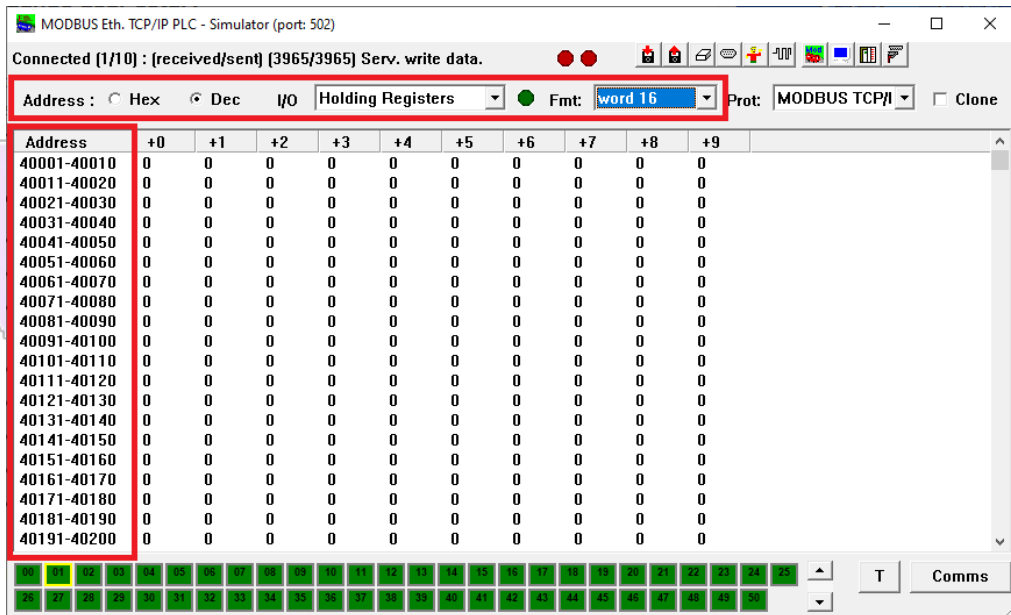 MODBUS Eth. TCP/IP PLC - Simulator (port: 502)
Connected (1/10) : (received/sent) (3965/3965) Serv. write data.
Address : Hex Dec I/O Holding Registers Fmt: word 16 Prot: MODBUS TCP/I Clone
Address +0 +1 +2 +3 +4 +5 +6 +7 +8 +9
40001-40010 0 0 0 0 0 0 0 0 0 0
40011-40020 0 0 0 0 0 0 0 0 0 0
40021-40030 0 0 0 0 0 0 0 0 0 0
40031-40040 0 0 0 0 0 0 0 0 0 0
40041-40050 0 0 0 0 0 0 0 0 0 0
40051-40060 0 0 0 0 0 0 0 0 0 0
40061-40070 0 0 0 0 0 0 0 0 0 0
40071-40080 0 0 0 0 0 0 0 0 0 0
40081-40090 0 0 0 0 0 0 0 0 0 0
40091-40100 0 0 0 0 0 0 0 0 0 0
40101-40110 0 0 0 0 0 0 0 0 0 0
40111-40120 0 0 0 0 0 0 0 0 0 0
40121-40130 0 0 0 0 0 0 0 0 0 0
40131-40140 0 0 0 0 0 0 0 0 0 0
40141-40150 0 0 0 0 0 0 0 0 0 0
40151-40160 0 0 0 0 0 0 0 0 0 0
40161-40170 0 0 0 0 0 0 0 0 0 0
40171-40180 0 0 0 0 0 0 0 0 0 0
40181-40190 0 0 0 0 0 0 0 0 0 0
40191-40200 0 0 0 0 0 0 0 0 0 0
00 01 02 03 04 05 06 07 08 09 10 11 12 13 14 15 16 17 18 19 20 21 22 23 24 25 T Comms
26 27 28 29 30 31 32 33 34 35 36 37 38 39 40 41 42 43 44 45 46 47 48 49 50